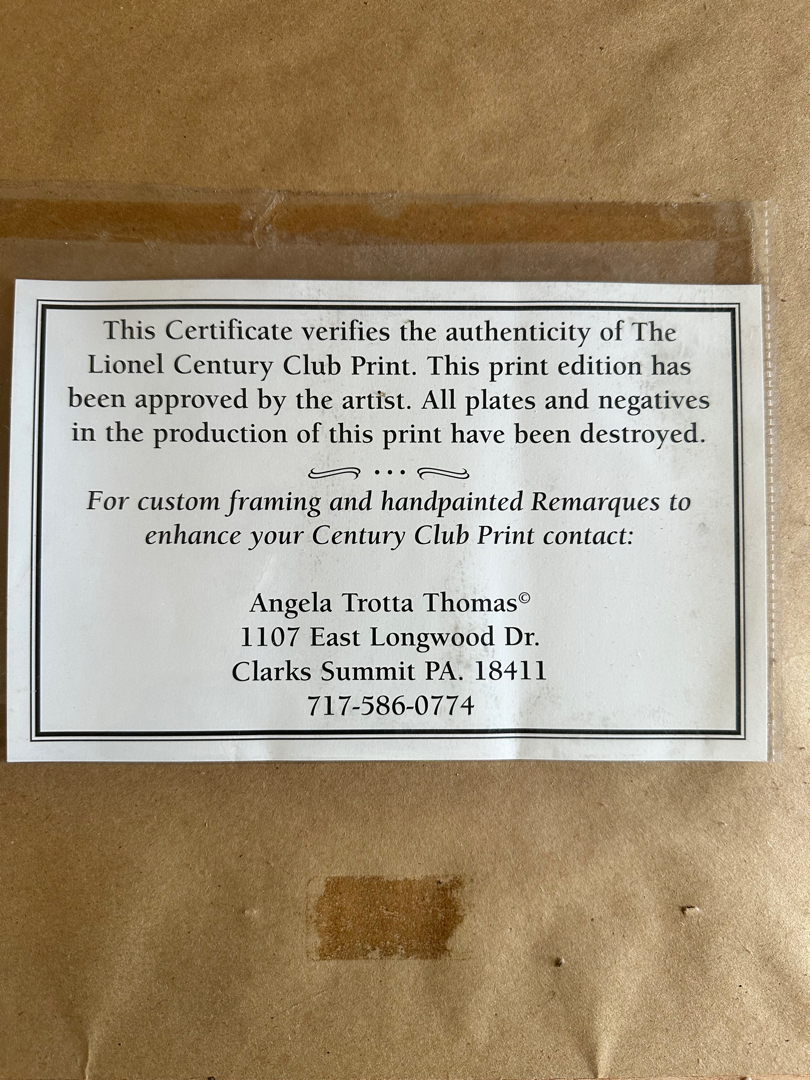 This Certificate verifies the authenticity of The
Lionel Century Club Print. This print edition has
been approved by the artist. All plates and negatives
in the production of this print have been destroyed.
For custom framing and handpainted Remarques to
enhance your Century Club Print contact:
Angela Trotta Thomas©
1107 East Longwood Dr.
Clarks Summit PA. 18411
717-586-0774